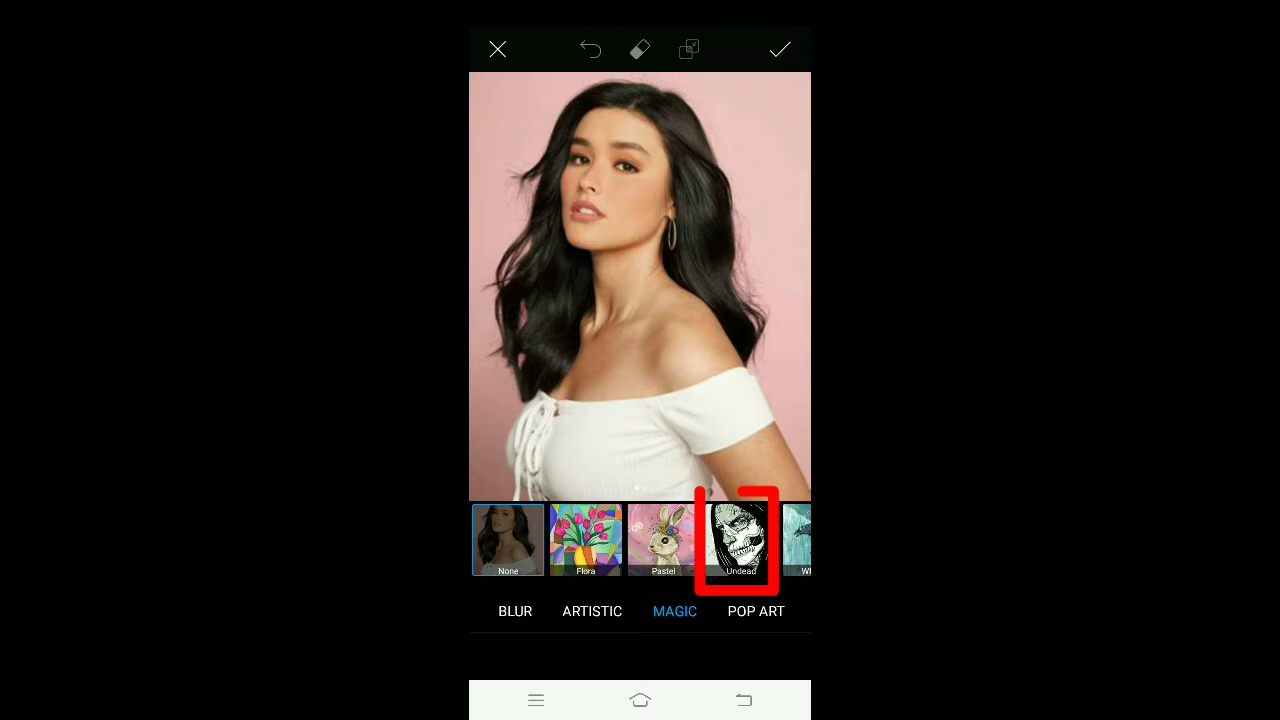 None
Flora
Pastel
Undead
BLUR
ARTISTIC
MAGIC
POP ART